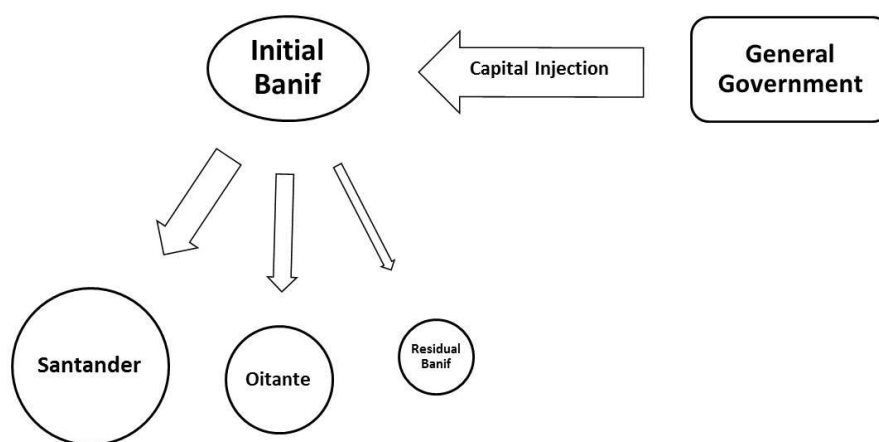 Initial
Banif
Capital Injection
General
Government
Santander
Oitante
Residual
Banif